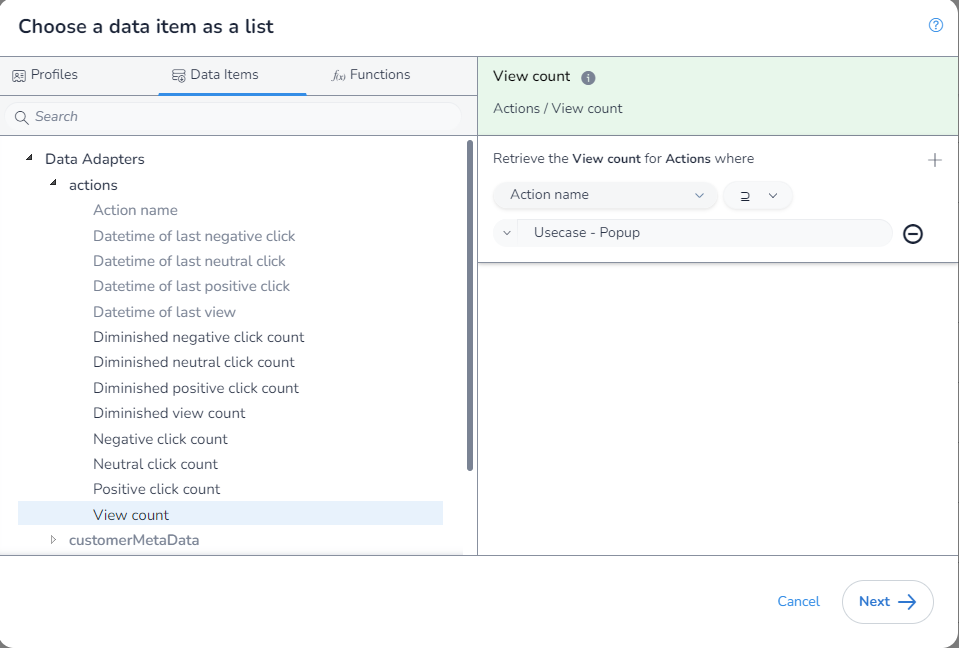 Choose a data item as a list
?
Profiles
Data Items
f(x) Functions
Search
Data Adapters
actions
Action name
Datetime of last negative click
Datetime of last neutral click
Datetime of last positive click
Datetime of last view
Diminished negative click count
Diminished neutral click count
Diminished positive click count
Diminished view count
Negative click count
Neutral click count
Positive click count
View count
customerMetaData
View count i
Actions / View count
Retrieve the View count for Actions where
Action name
⊇
Usecase - Popup
Cancel
Next